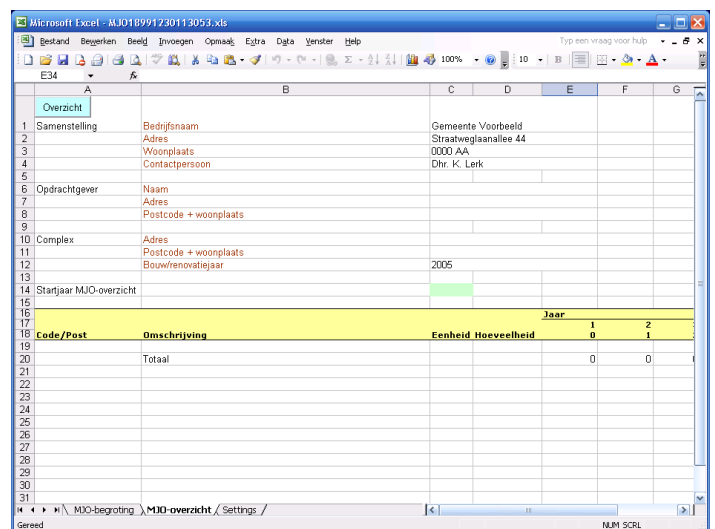 Microsoft Excel - MJO18991230113053.xls
Bestand Bewerken Beeld Invoegen Opmaak Extra Data Venster Help Typ een vraag voor hulp
100% 10 B A
E34 fx
A B C D E F G
Overzicht
1 Samenstelling Bedrijfsnaam Gemeente Voorbeeld
2 Adres Straatweglaanallee 44
3 Woonplaats 0000 AA
4 Contactpersoon Dhr. K. Lerk
5
6 Opdrachtgever Naam
7 Adres
8 Postcode + woonplaats
9
10 Complex Adres
11 Postcode + woonplaats
12 Bouw/renovatiejaar 2005
13
14 Startjaar MJO-overzicht
15
16 Jaar
17 1 2
18 Code/Post Omschrijving Eenheid Hoeveelheid 0 1
19
20 Totaal 0 0
21
22
23
24
25
26
27
28
29
30
31
MJO-begroting MJO-overzicht Settings
Gereed NUM SCRL